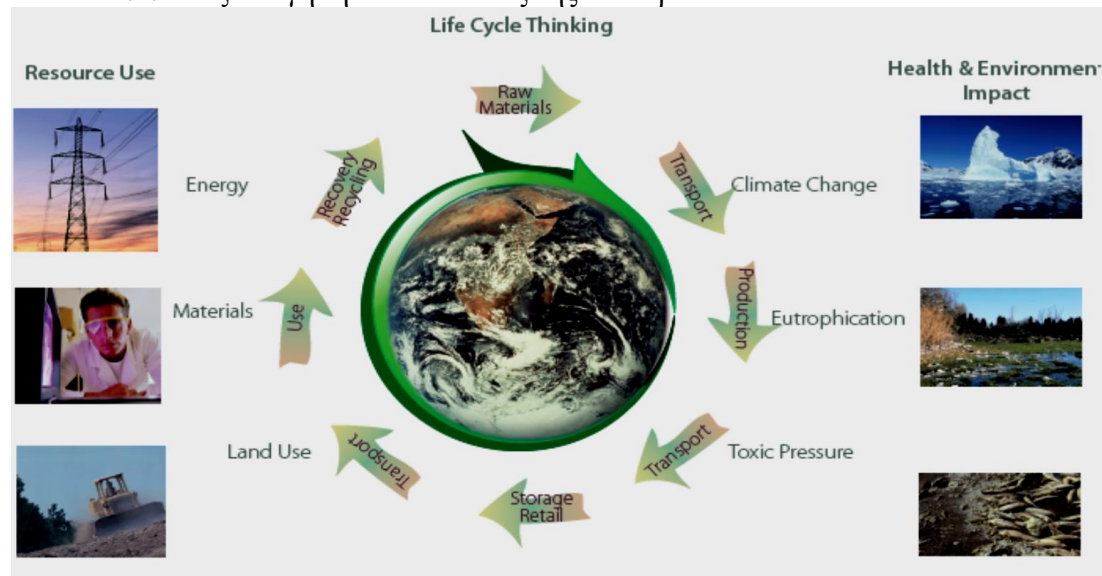 Life Cycle Thinking
Resource Use
Health & Environment
Impact
Raw
Materials
Transport
Production
Transport
Storage
Retail
Transport
Use
Recovery
Recycling
Energy
Materials
Land Use
Climate Change
Eutrophication
Toxic Pressure